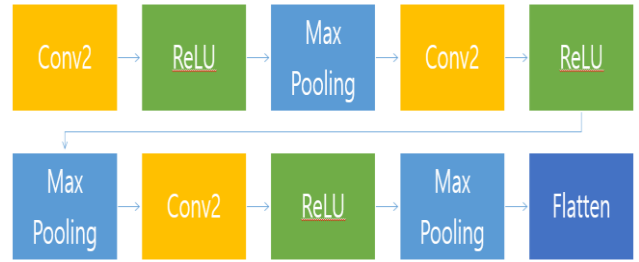 Conv2
ReLU
Max
Pooling
Conv2
ReLU
Max
Pooling
Conv2
ReLU
Max
Pooling
Flatten